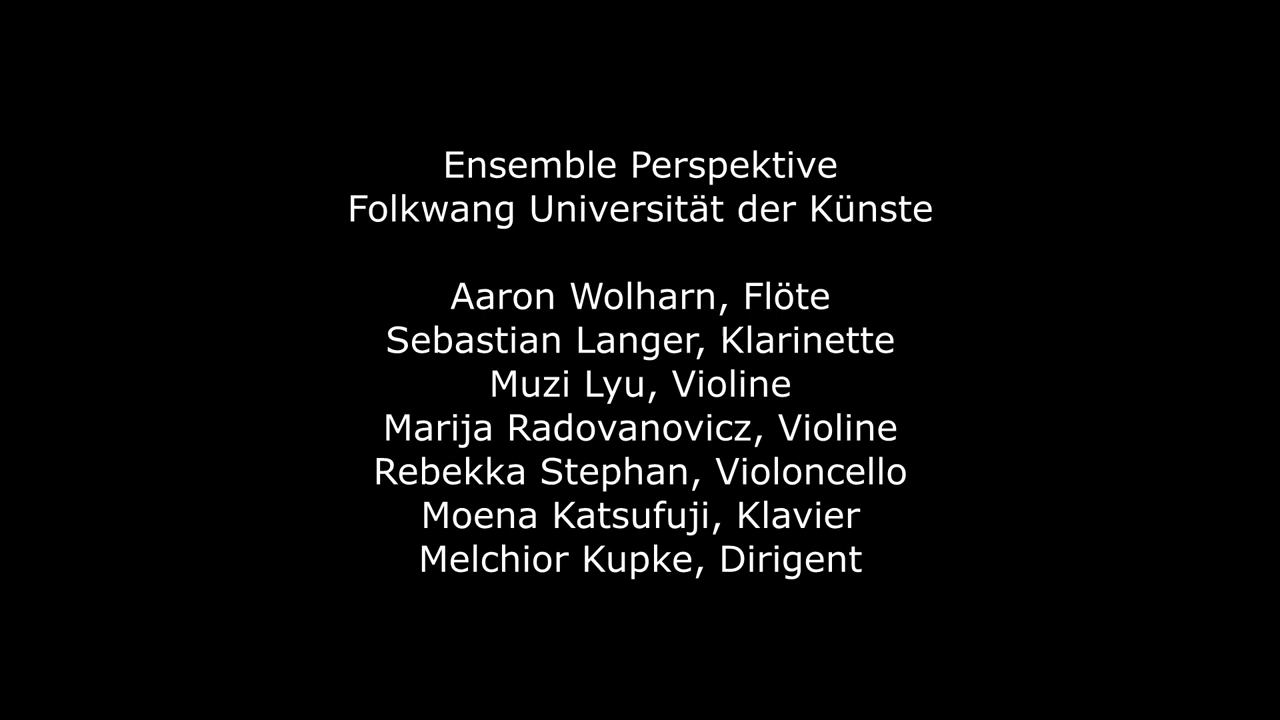 Ensemble Perspektive
Folkwang Universität der Künste
Aaron Wolharn, Flöte
Sebastian Langer, Klarinette
Muzi Lyu, Violine
Marija Radovanovicz, Violine
Rebekka Stephan, Violoncello
Moena Katsufuji, Klavier
Melchior Kupke, Dirigent